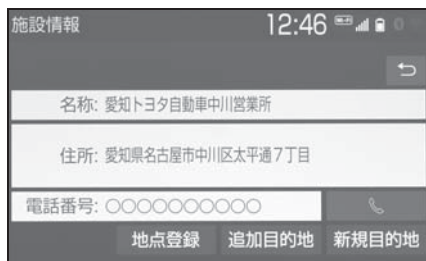 施設情報
12:46
名称: 愛知トヨタ自動車中川営業所
住所: 愛知県名古屋市中川区太平通7丁目
電話番号: ○○○○○○○○○○
地点登録 追加目的地 新規目的地